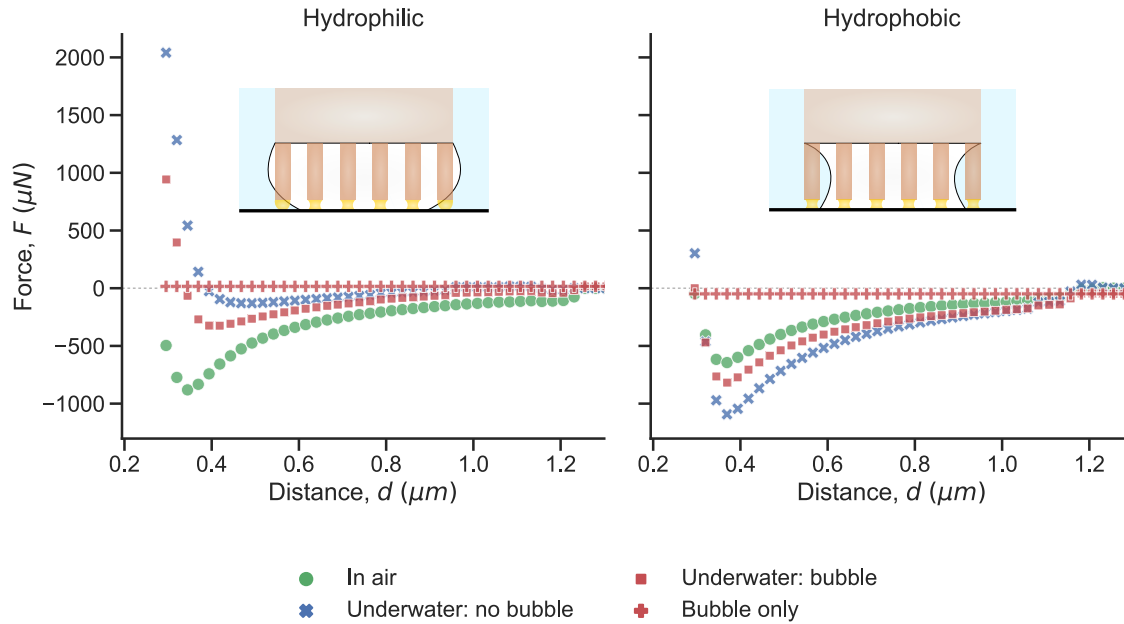 Hydrophilic
Hydrophobic
Force, F (μN)
2000
1500
1000
500
0
−500
−1000
0.2 0.4 0.6 0.8 1.0 1.2
0.2 0.4 0.6 0.8 1.0 1.2
Distance, d (μm)
Distance, d (μm)
In air
Underwater: no bubble
Underwater: bubble
Bubble only